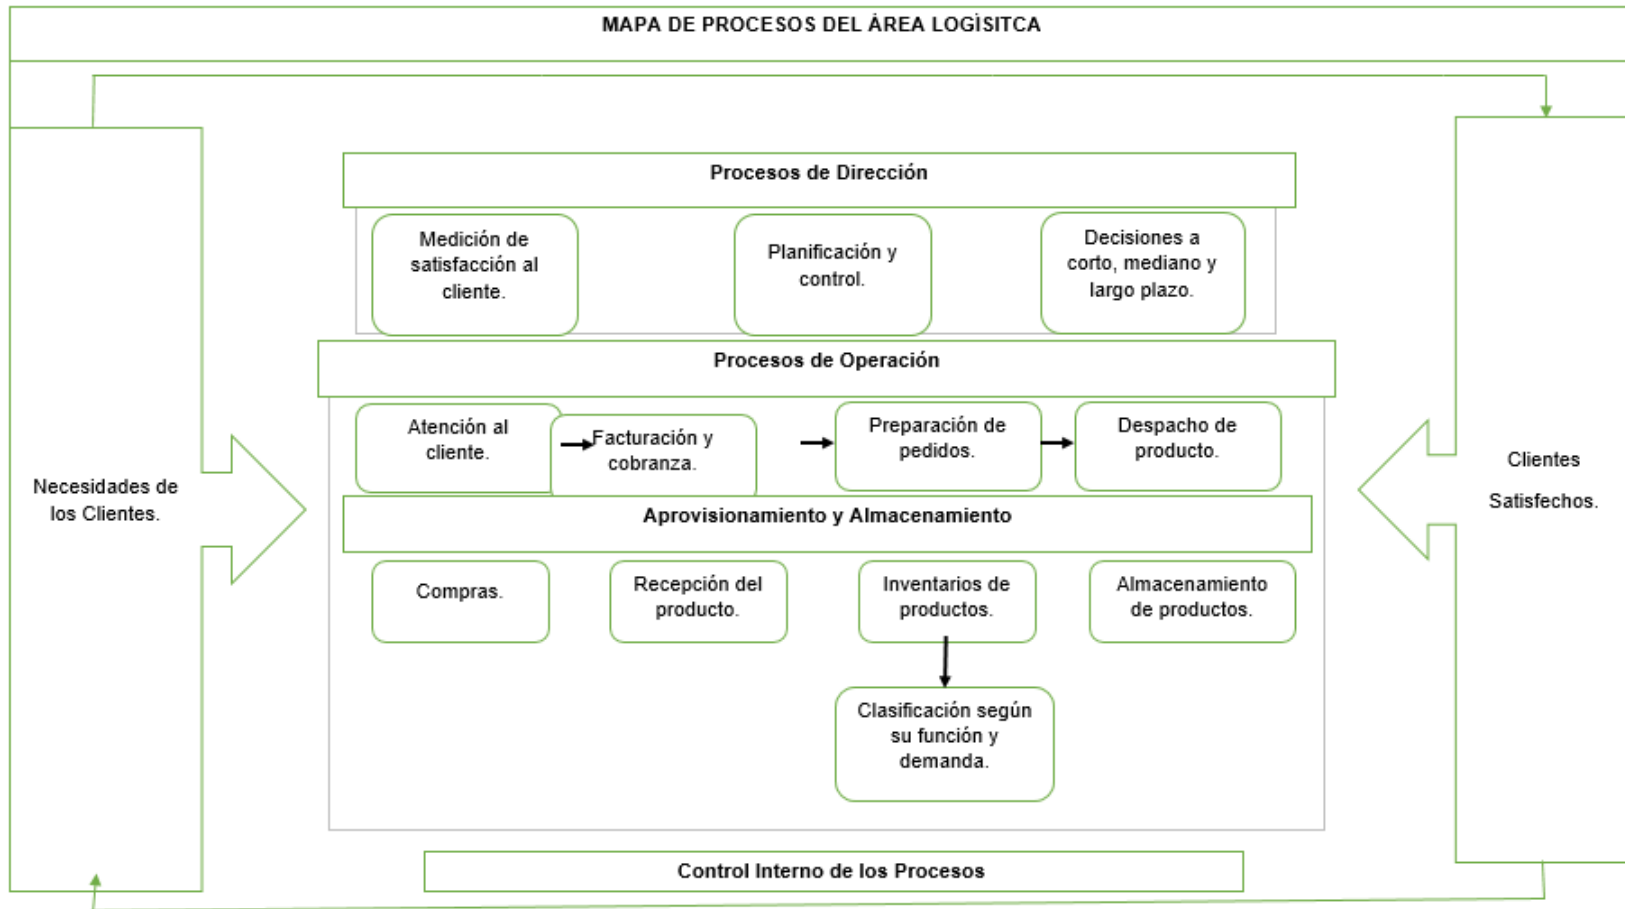 MAPA DE PROCESOS DEL ÁREA LOGÌSITCA
Procesos de Dirección
Medición de
satisfacción al
cliente.
Planificación y
control.
Decisiones a
corto, mediano y
largo plazo.
Procesos de Operación
Atención al
cliente.
Facturación y
cobranza.
Preparación de
pedidos.
Despacho de
producto.
Necesidades de
los Clientes.
Clientes
Satisfechos.
Aprovisionamiento y Almacenamiento
Compras.
Recepción del
producto.
Inventarios de
productos.
Almacenamiento
de productos.
Clasificación según
su función y
demanda.
Control Interno de los Procesos